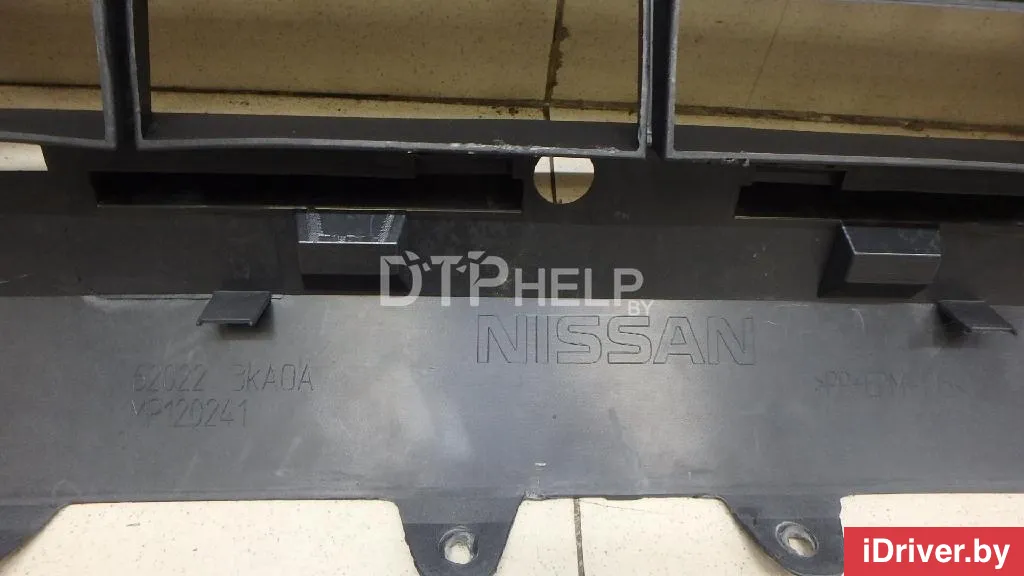 DTPHELP
BY
NISSAN
62022 3KA0A
YP120241
iDriver.by